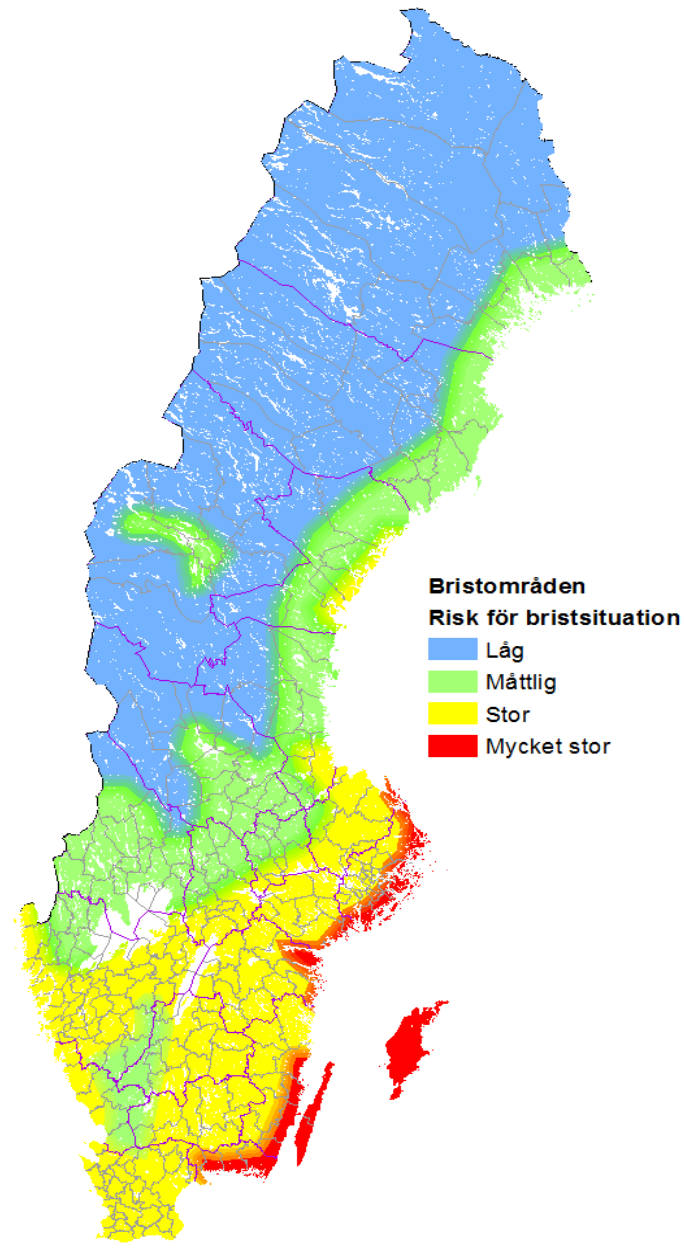 Bristområden
Risk för bristsituation
Låg
Måttlig
Stor
Mycket stor